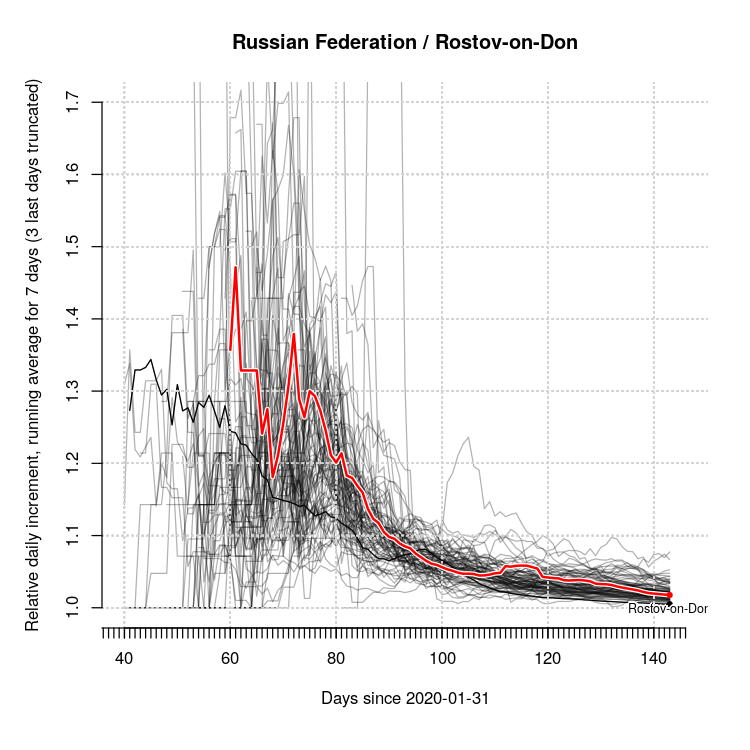 Russian Federation / Rostov-on-Don
Relative daily increment, running average for 7 days (3 last days truncated)
1.7
1.6
1.5
1.4
1.3
1.2
1.1
1.0
Rostov-on-Don
40 60 80 100 120 140
Days since 2020-01-31